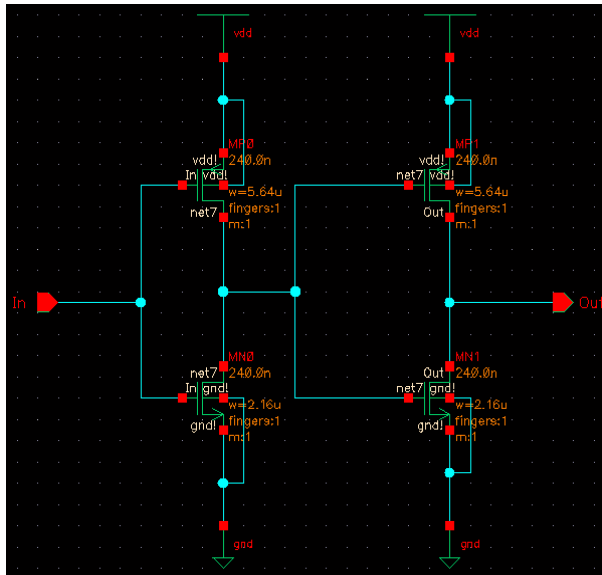 vdd
vdd
MP0
vdd!
240.0n
In
vdd!
w=5.64u
fingers:1
net7
m:1
MP1
vdd!
240.0n
net7
vdd!
w=5.64u
fingers:1
Out
m:1
In
Out
MN0
net7
240.0n
In
gnd!
w=2.16u
fingers:1
gnd!
m:1
MN1
Out
240.0n
net7
gnd!
w=2.16u
fingers:1
gnd!
m:1
gnd
gnd